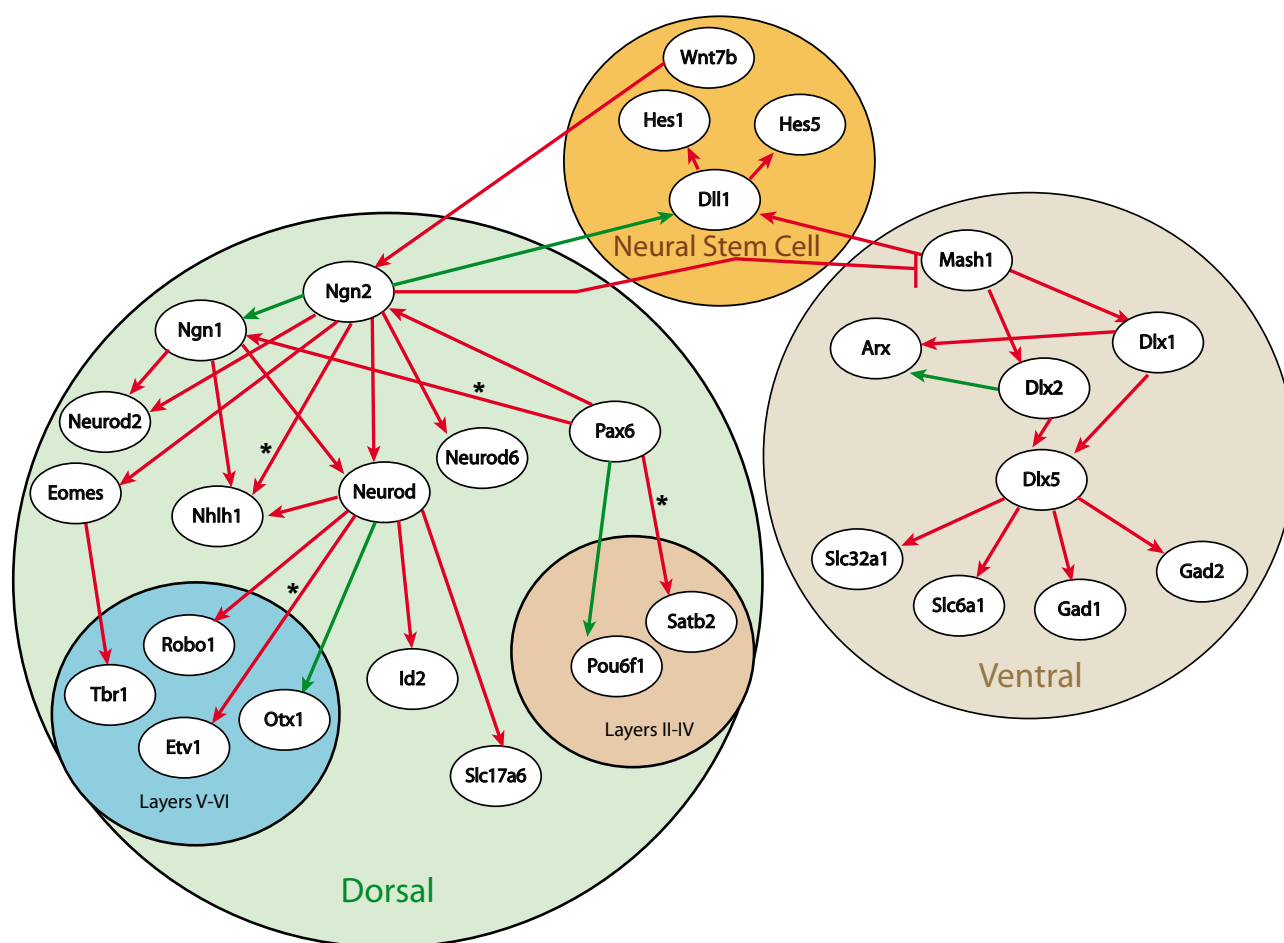 Wnt7b
Hes1
Hes5
Dll1
Neural Stem Cell
Mash1
Ngn2
Ngn1
Arx
Dlx1
Dlx2
Neurod2
*
Pax6
*
Neurod6
Eomes
Neurod
Dlx5
Nhlh1
*
Slc32a1
Gad2
*
Slc6a1
Gad1
Robo1
Satb2
Tbr1
Id2
Pou6f1
Ventral
Otx1
Etv1
Layers II-IV
Slc17a6
Layers V-VI
Dorsal